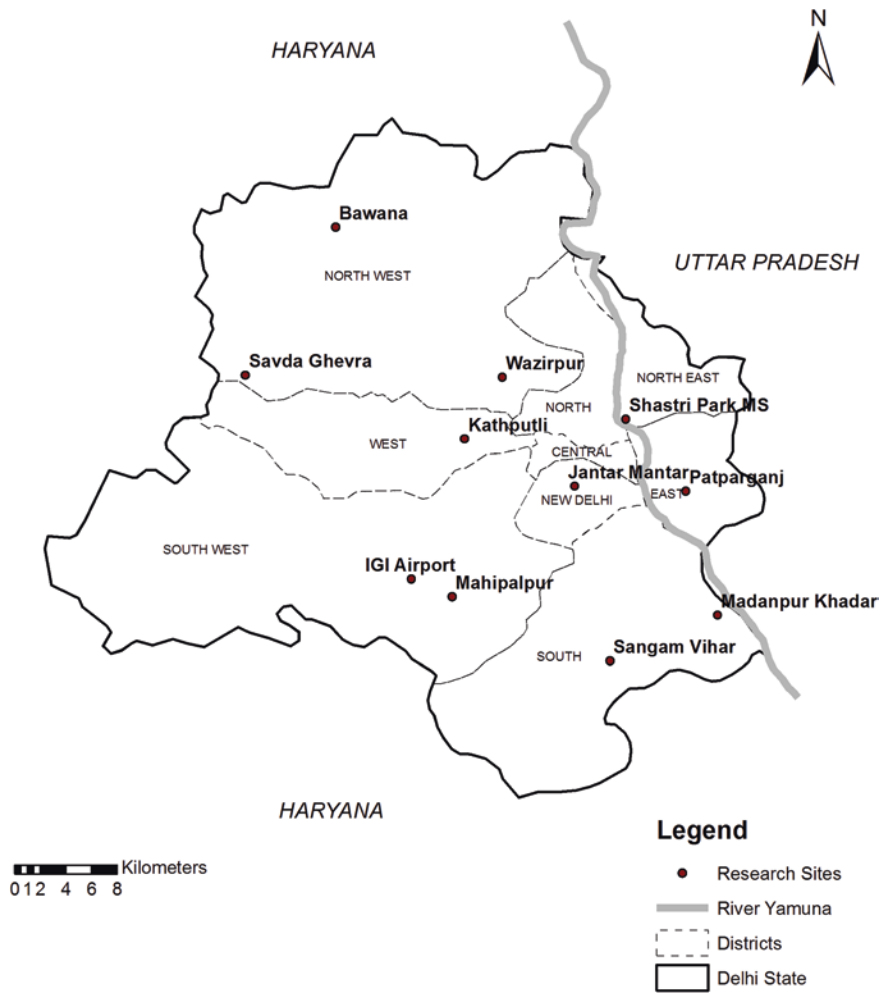 N
HARYANA
Bawana
UTTAR PRADESH
NORTH WEST
Savda Ghevra
Wazirpur
NORTH EAST
NORTH
Shastri Park MS
Kathputli
WEST
CENTRAL
Jantar Mantar
Patparganj
NEW DELHI
EAST
SOUTH WEST
IGI Airport
Mahipalpur
Madanpur Khadar
Sangam Vihar
SOUTH
HARYANA
Legend
Kilometers
0 1 2 4 6 8
Research Sites
River Yamuna
Districts
Delhi State